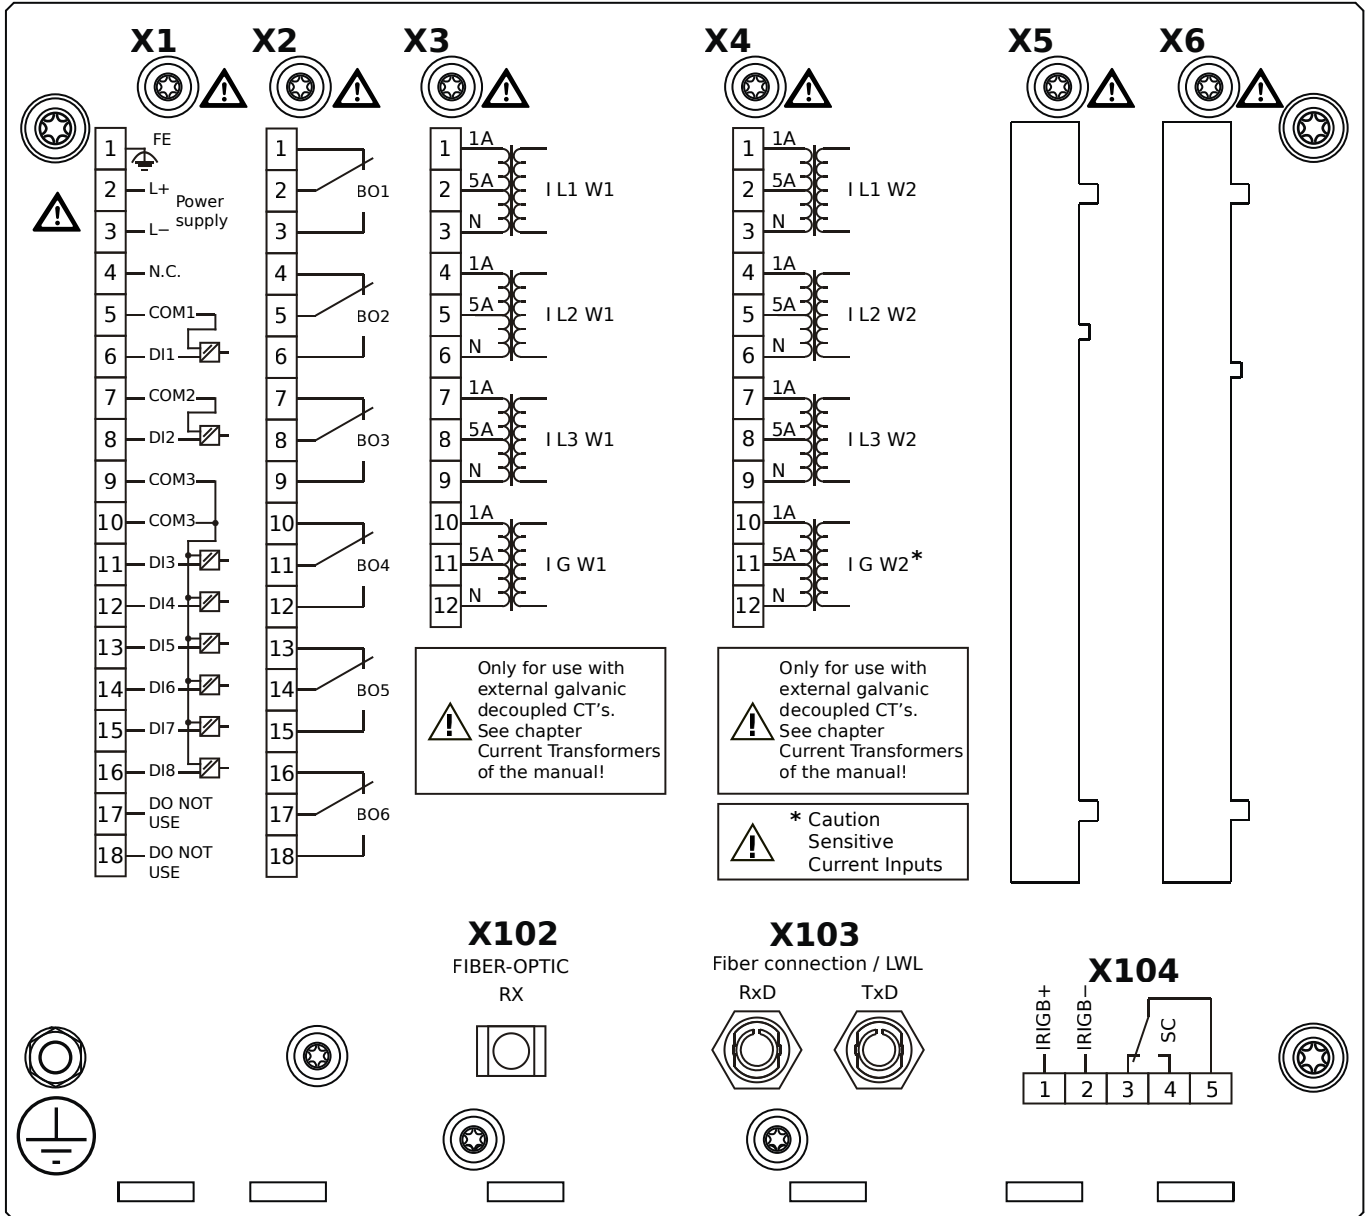 X1 X2 X3 X4 X5 X6
1 FE
2 L+
Power
supply
3 L−
4 N.C.
5 COM1
6 DI1
7 COM2
8 DI2
9 COM3
10 COM3
11 DI3
12 DI4
13 DI5
14 DI6
15 DI7
16 DI8
17 DO NOT
USE
18 DO NOT
USE
1
2 BO1
3
4
5 BO2
6
7
8 BO3
9
10
11 BO4
12
13
14 BO5
15
16
17 BO6
18
1 1A
2 5A I L1 W1
3 N
4 1A
5 5A I L2 W1
6 N
7 1A
8 5A I L3 W1
9 N
10 1A
11 5A I G W1
12 N
Only for use with
external galvanic
decoupled CT's.
See chapter
Current Transformers
of the manual!
1 1A
2 5A I L1 W2
3 N
4 1A
5 5A I L2 W2
6 N
7 1A
8 5A I L3 W2
9 N
10 1A
11 5A I G W2*
12 N
Only for use with
external galvanic
decoupled CT's.
See chapter
Current Transformers
of the manual!
* Caution
Sensitive
Current Inputs
X102
FIBER-OPTIC
RX
X103
Fiber connection / LWL
RxD TxD
X104
IRIGB+ IRIGB− SC
1 2 3 4 5